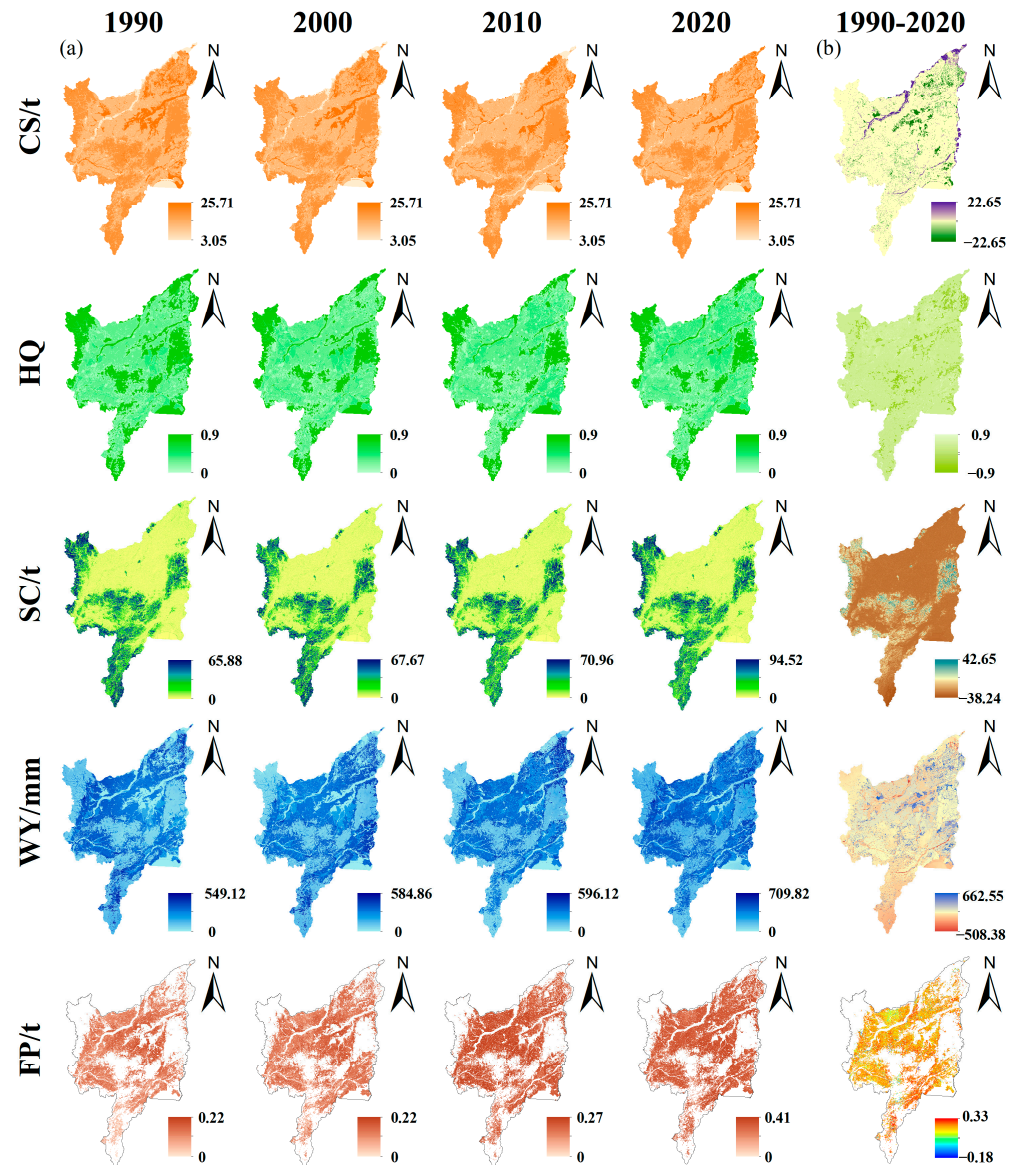 1990 2000 2010 2020 1990-2020
(a) (b)
N N N N N
CS/t
25.71 25.71 25.71 25.71 22.65
3.05 3.05 3.05 3.05 −22.65
N N N N N
HQ
0.9 0.9 0.9 0.9 0.9
0 0 0 0 −0.9
N N N N N
SC/t
65.88 67.67 70.96 94.52 42.65
0 0 0 0 −38.24
N N N N N
WY/mm
549.12 584.86 596.12 709.82 662.55
0 0 0 0 −508.38
N N N N N
FP/t
0.22 0.22 0.27 0.41 0.33
0 0 0 0 −0.18